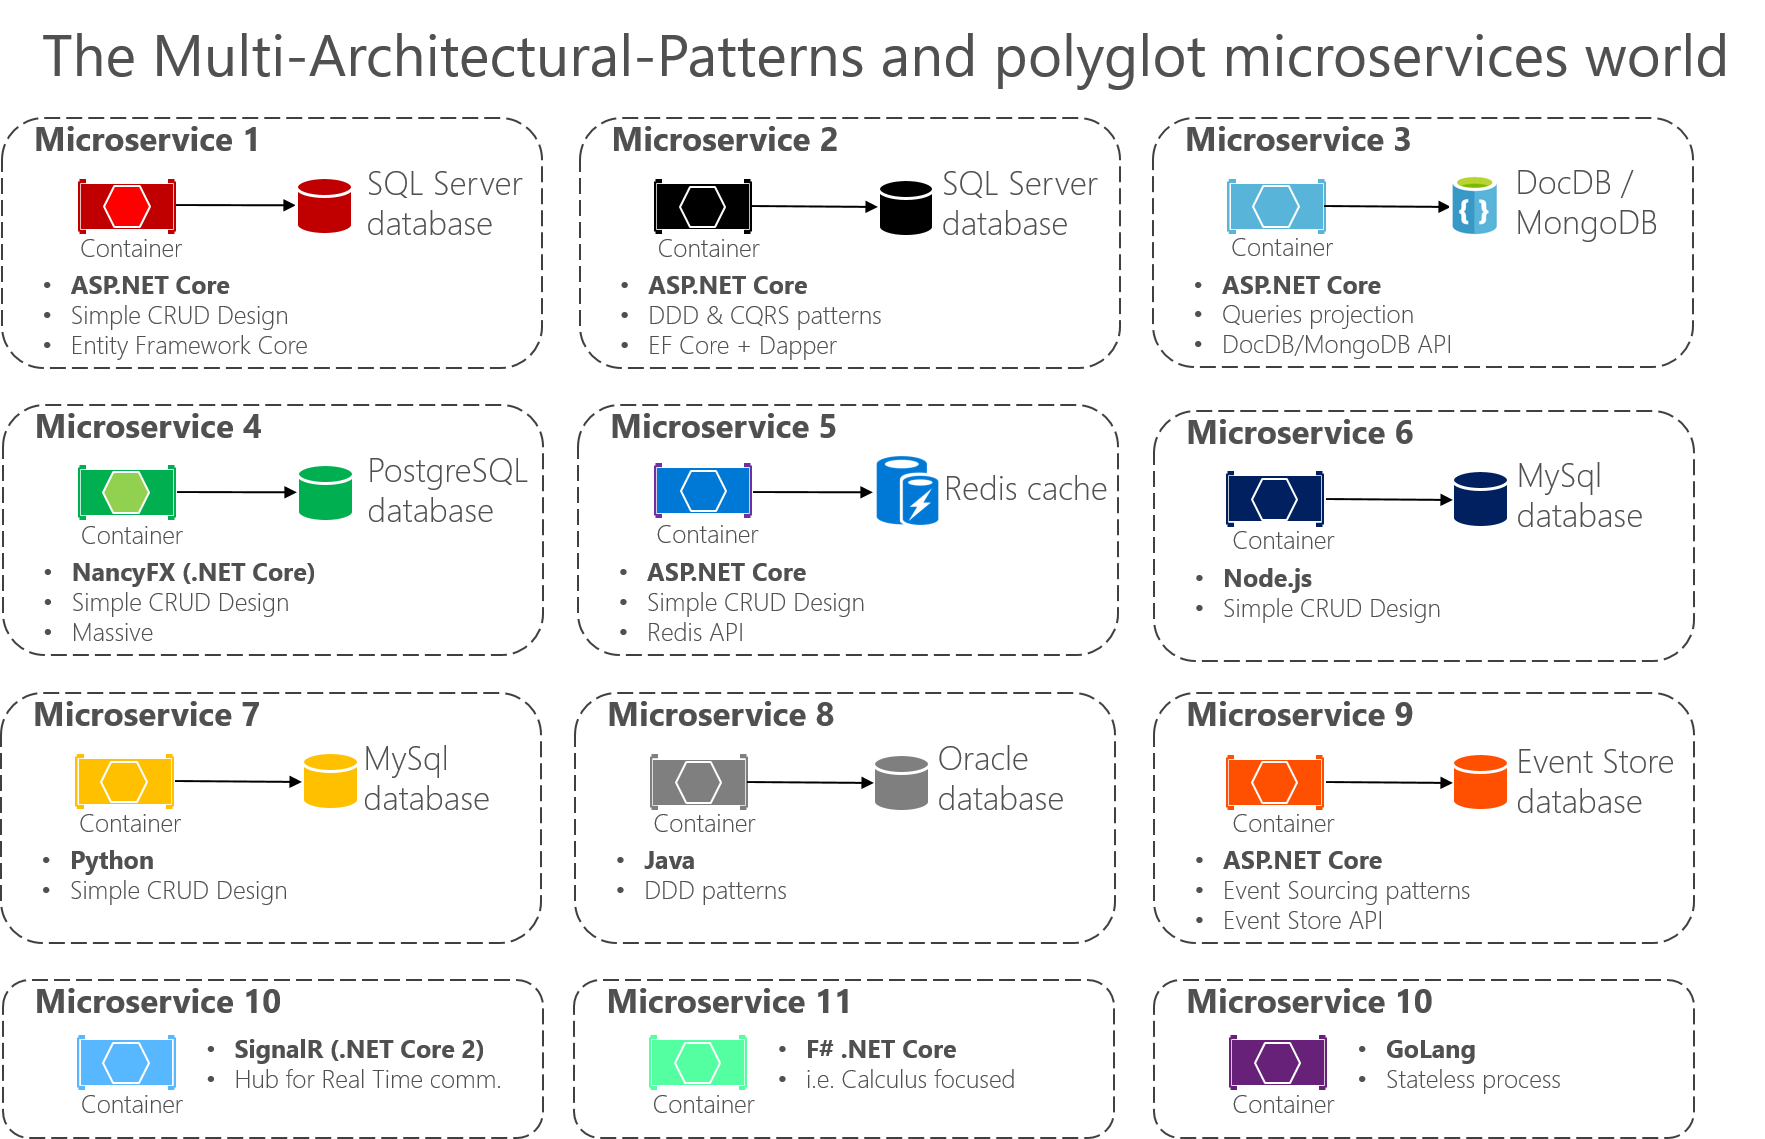 The Multi-Architectural-Patterns and polyglot microservices world
Microservice 1
SQL Server
database
Container
• ASP.NET Core
• Simple CRUD Design
• Entity Framework Core
Microservice 2
SQL Server
database
Container
• ASP.NET Core
• DDD & CQRS patterns
• EF Core + Dapper
Microservice 3
{ }
DocDB /
MongoDB
Container
• ASP.NET Core
• Queries projection
• DocDB/MongoDB API
Microservice 4
PostgreSQL
database
Container
• NancyFX (.NET Core)
• Simple CRUD Design
• Massive
Microservice 5
Redis cache
Container
• ASP.NET Core
• Simple CRUD Design
• Redis API
Microservice 6
MySql
database
Container
• Node.js
• Simple CRUD Design
Microservice 7
MySql
database
Container
• Python
• Simple CRUD Design
Microservice 8
Oracle
database
Container
• Java
• DDD patterns
Microservice 9
Event Store
database
Container
• ASP.NET Core
• Event Sourcing patterns
• Event Store API
Microservice 10
• SignalR (.NET Core 2)
• Hub for Real Time comm.
Container
Microservice 11
• F# .NET Core
• i.e. Calculus focused
Container
Microservice 10
• GoLang
• Stateless process
Container